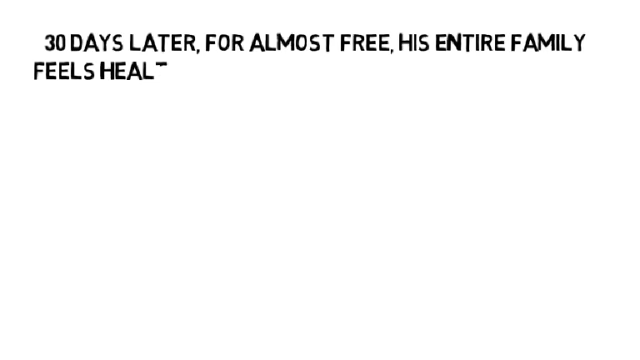 30 DAYS LATER, FOR ALMOST FREE, HIS ENTIRE FAMILY
FEELS HEAL